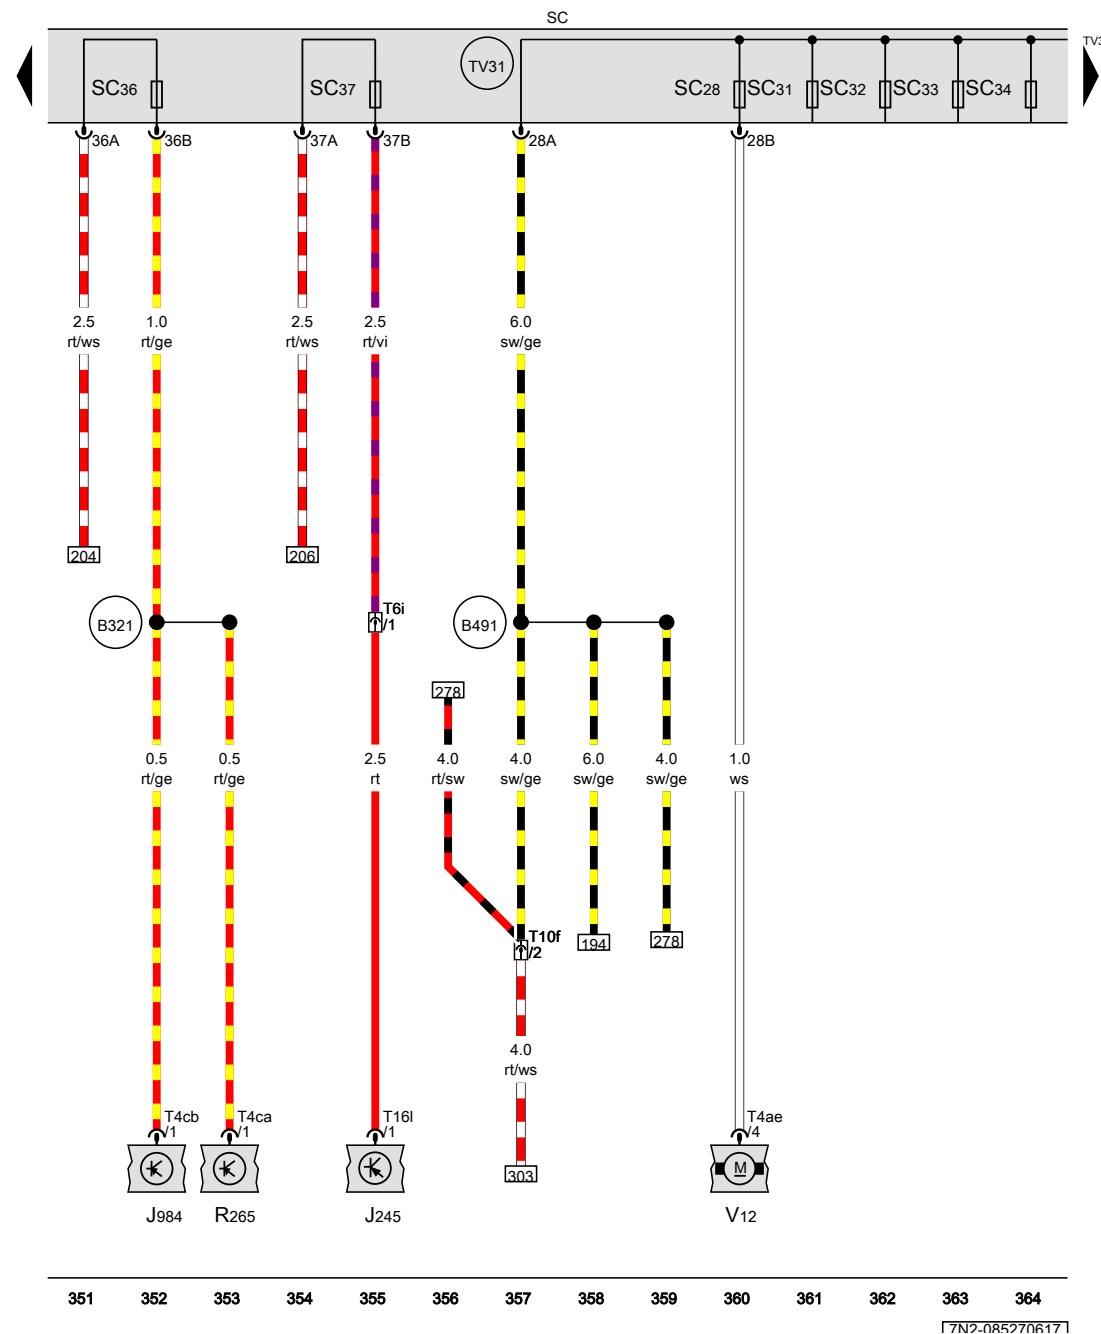 SC
TV31
TV3
SC36
SC37
SC28
SC31
SC32
SC33
SC34
36A
36B
37A
37B
28A
28B
2.5
rt/ws
1.0
rt/ge
2.5
rt/ws
2.5
rt/vi
6.0
sw/ge
204
206
B321
T6i
/1
B491
278
0.5
rt/ge
0.5
rt/ge
2.5
rt
4.0
rt/sw
4.0
sw/ge
6.0
sw/ge
4.0
sw/ge
1.0
ws
T10f
/2
194
278
4.0
rt/ws
T4cb
/1
T4ca
/1
T16l
/1
T4ae
/4
303
M
J984
R265
J245
V12
351 352 353 354 355 356 357 358 359 360 361 362 363 364
7N2-085270617